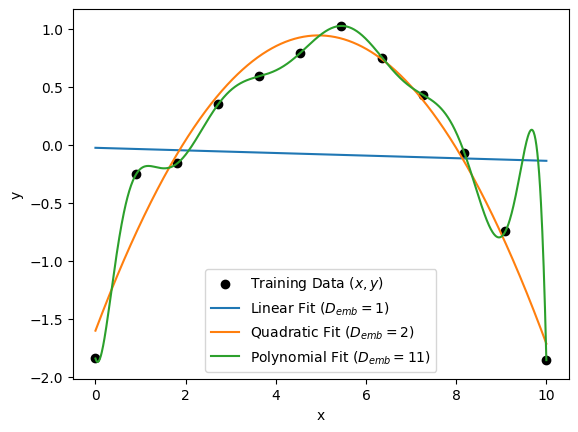 1.0
0.5
0.0
−0.5
−1.0
−1.5
−2.0
y
Training Data (x, y)
Linear Fit (D_emb = 1)
Quadratic Fit (D_emb = 2)
Polynomial Fit (D_emb = 11)
0 2 4 6 8 10
x